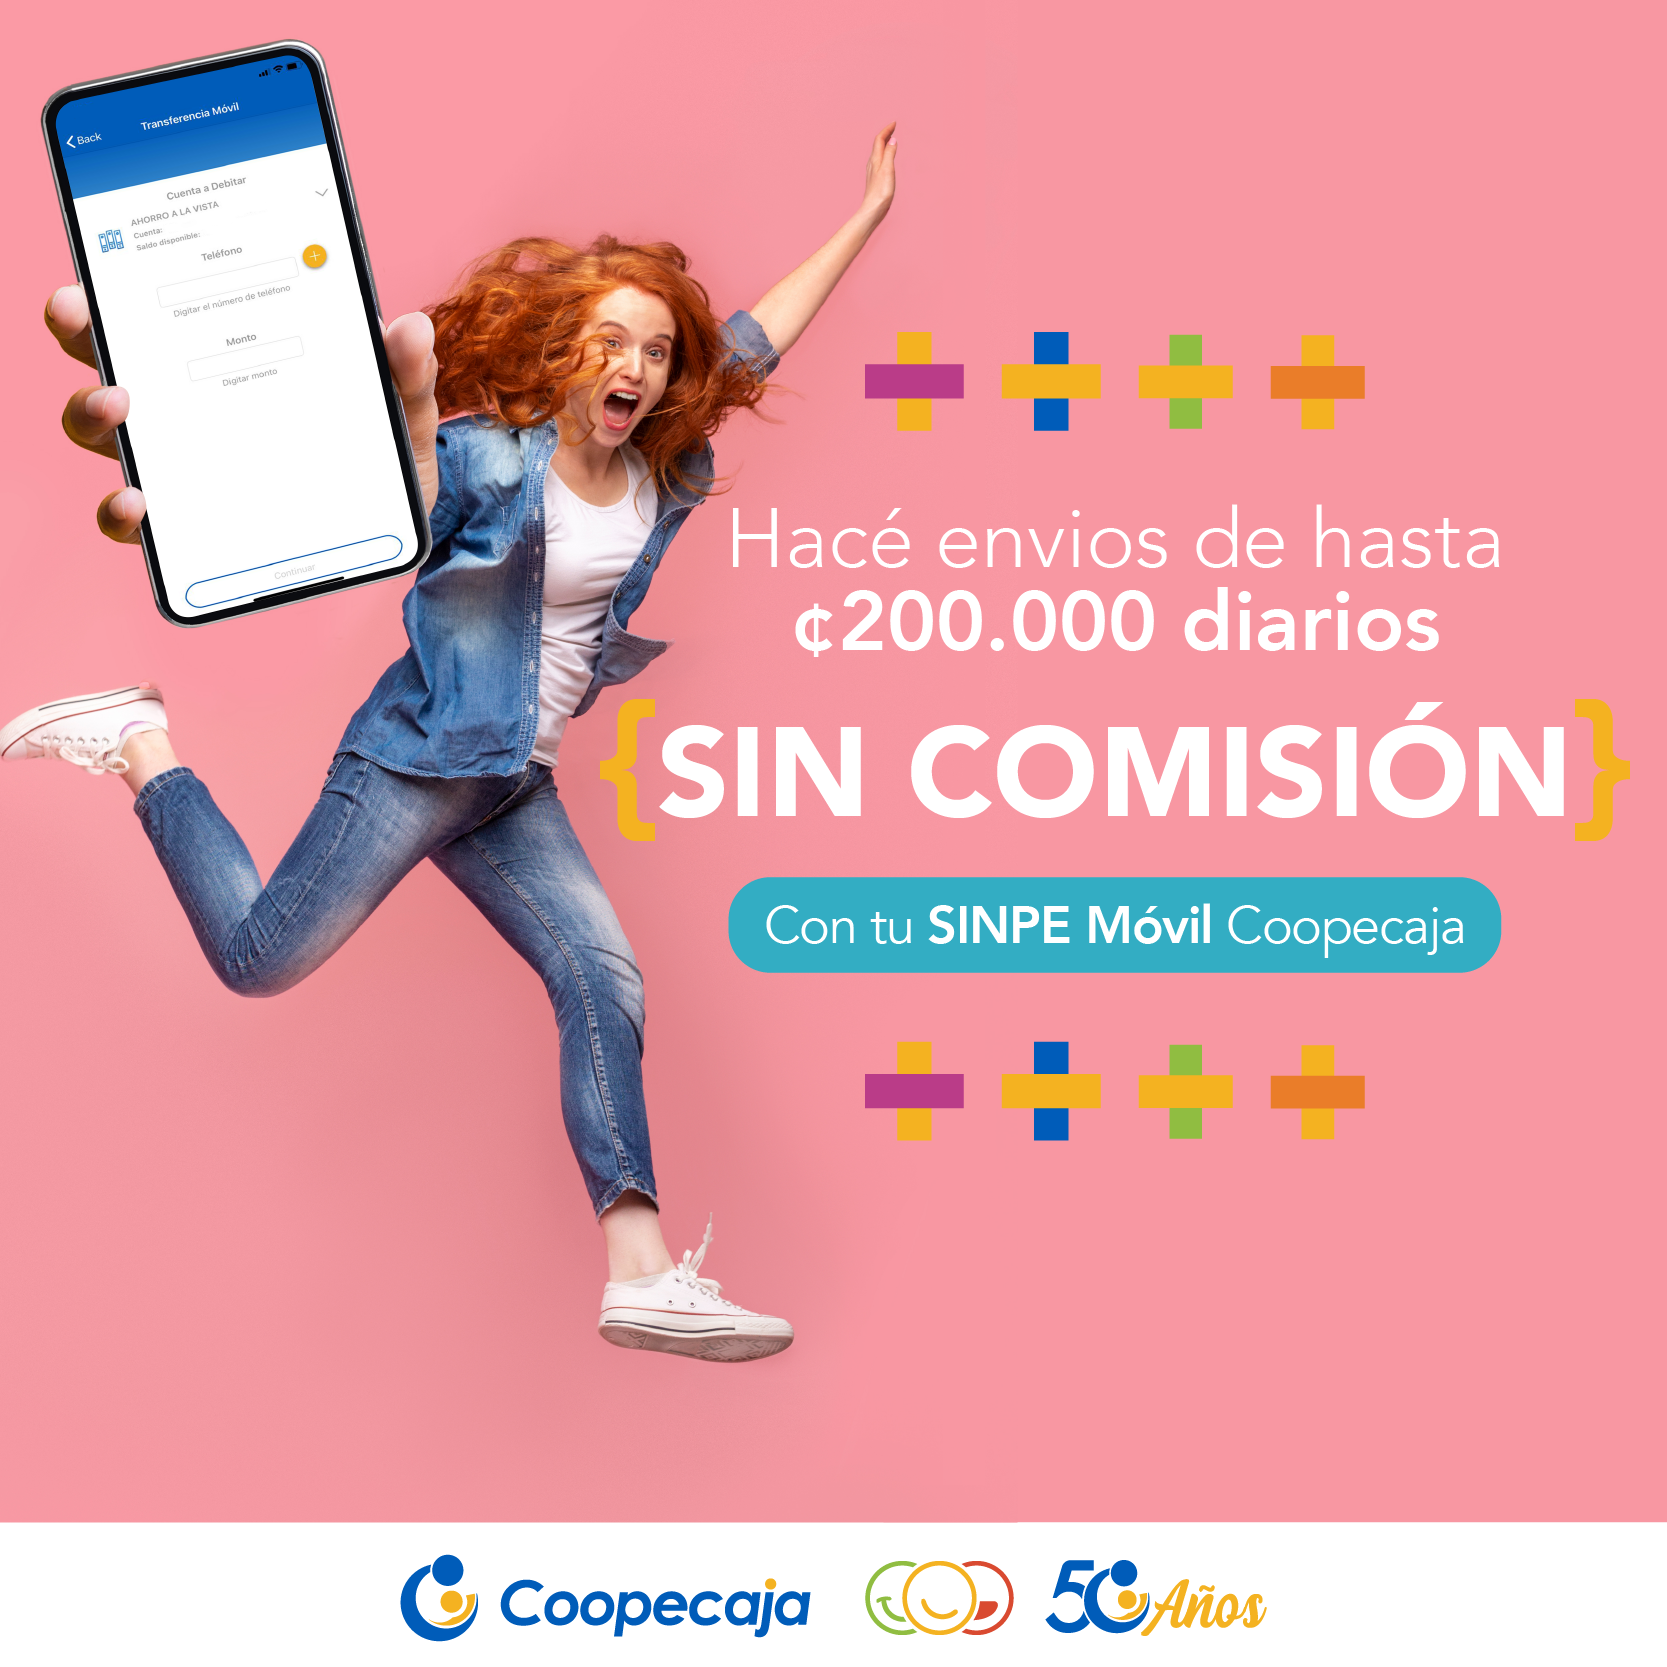 Back
Transferencia Móvil
Cuenta a Debitar
AHORRO A LA VISTA
Cuenta:
Saldo disponible:
Teléfono
Digitar el número de teléfono
Monto
Digitar monto
Continuar
Hacé envios de hasta
¢200.000 diarios
{SIN COMISIÓN}
Con tu SINPE Móvil Coopecaja
Coopecaja
50 Años